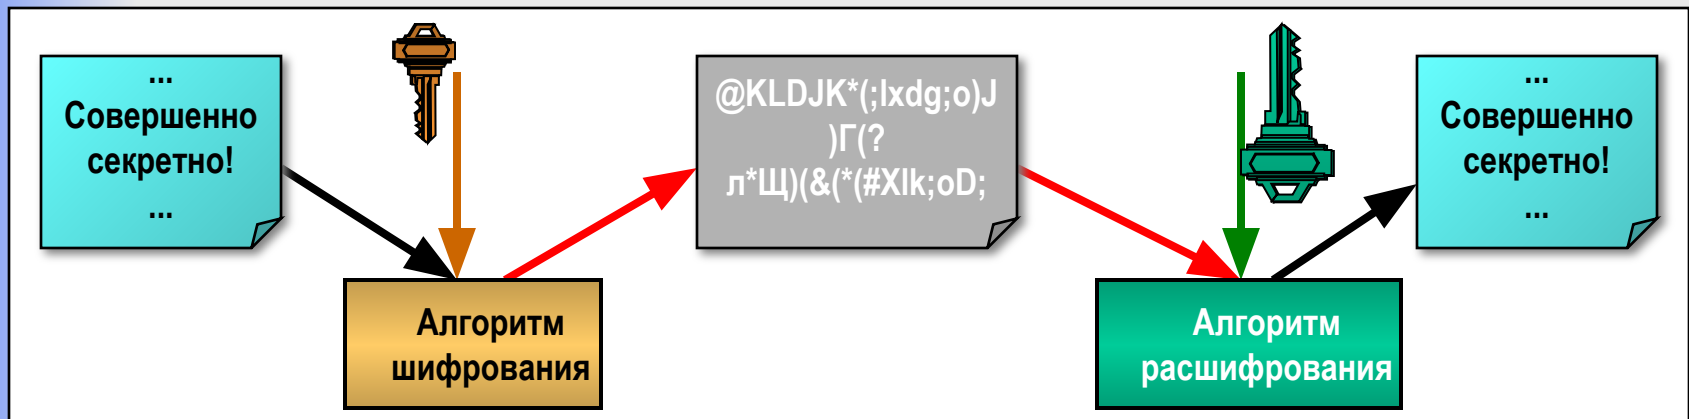 ...
Совершенно
секретно!
...
@KLDJK*(;lxdg;o)J
)Г(?
л*Щ)(&(*(#Xlk;oD;
...
Совершенно
секретно!
...
Алгоритм
шифрования
Алгоритм
расшифрования